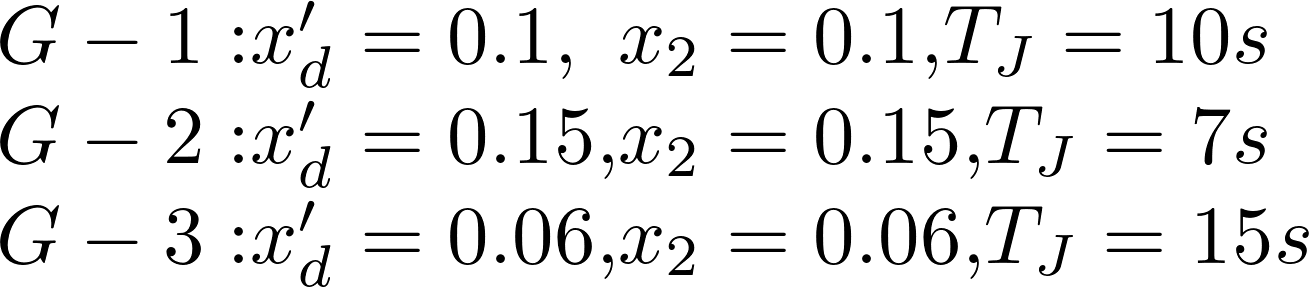 G − 1 :x′_d = 0.1, x_2 = 0.1,T_J = 10s
G − 2 :x′_d = 0.15,x_2 = 0.15,T_J = 7s
G − 3 :x′_d = 0.06,x_2 = 0.06,T_J = 15s